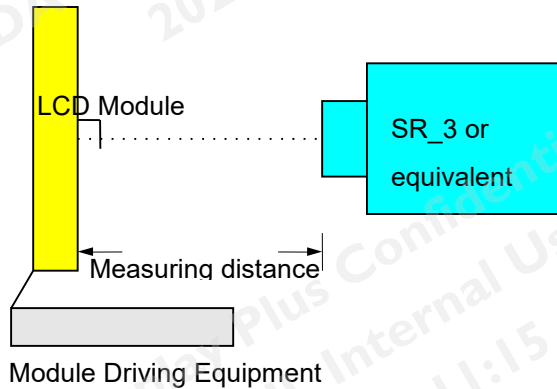 LCD Module
SR_3 or
equivalent
Measuring distance
Module Driving Equipment